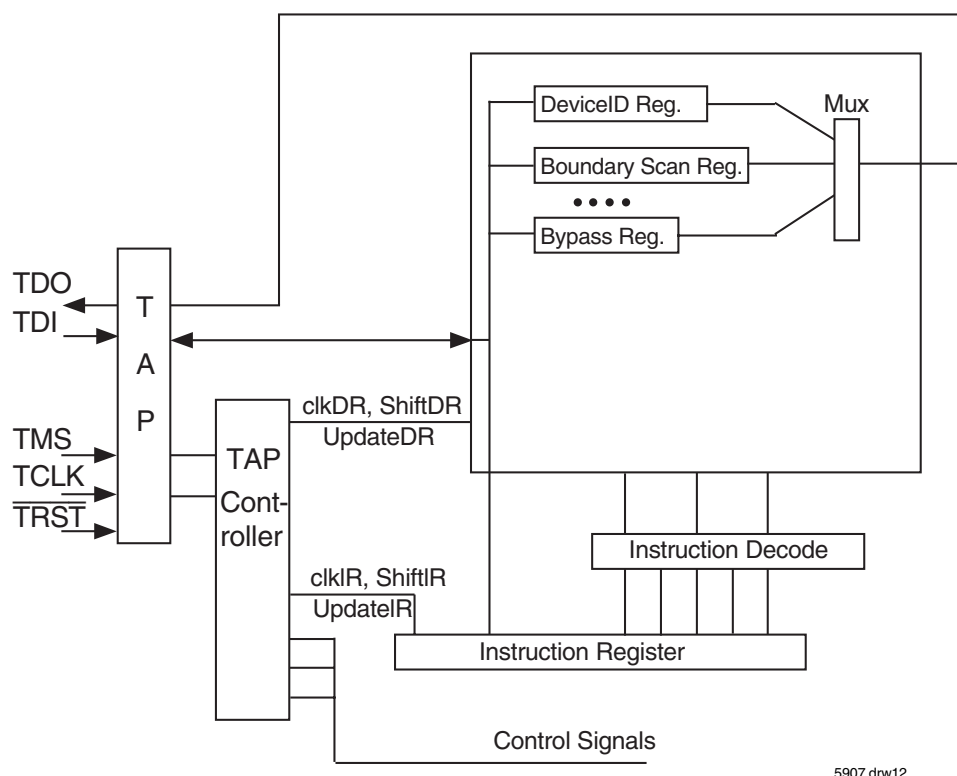 DeviceID Reg.
Mux
Boundary Scan Reg.
Bypass Reg.
TDO
TDI
T
A
P
TMS
TCLK
TRST
clkDR, ShiftDR
UpdateDR
TAP
Cont-
roller
Instruction Decode
clkIR, ShiftIR
UpdateIR
Instruction Register
Control Signals
5907 drw12